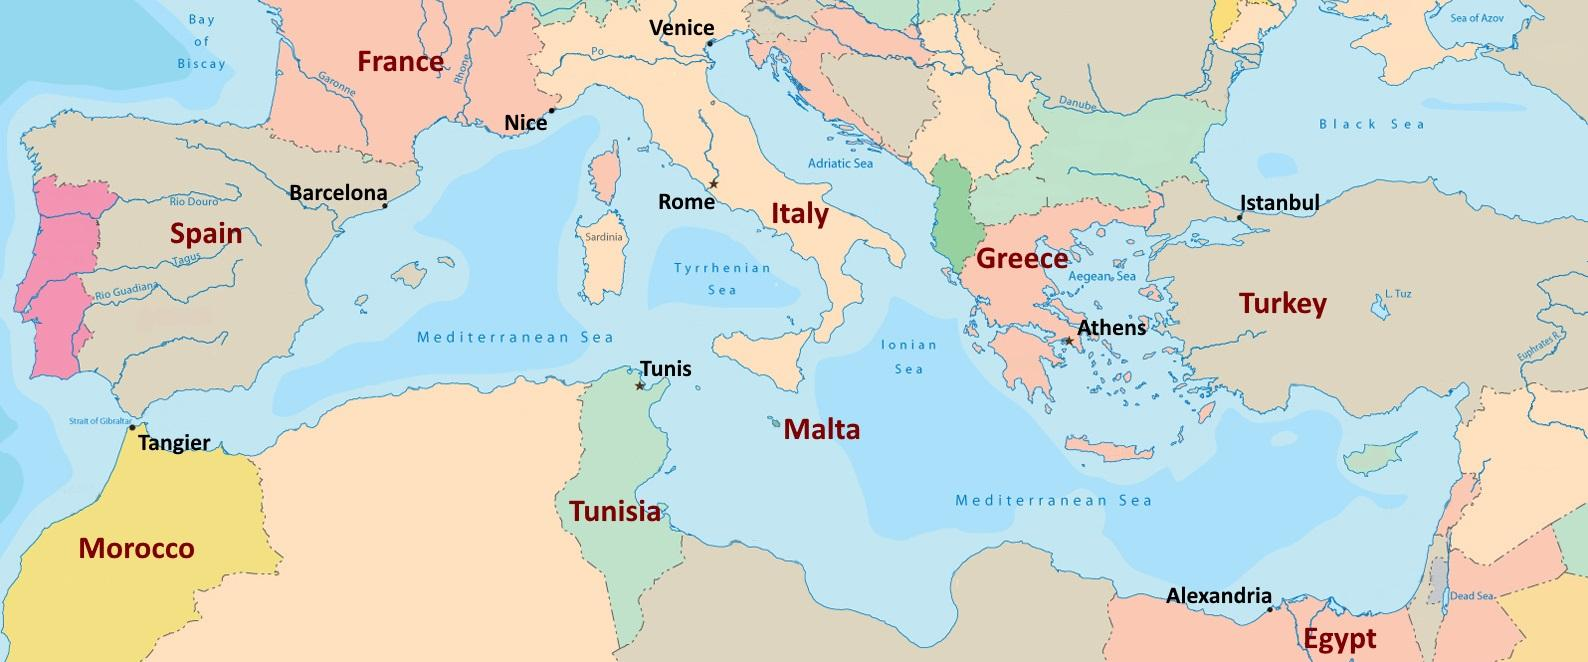 Bay
of
Biscay
France
Garonne
Rhone
Venice
Po
Nice
Adriatic Sea
Danube
Sea of Azov
Black Sea
Barcelona
Rio Douro
Spain
Tagus
Rio Guadiana
Rome
Italy
Sardinia
Tyrrhenian
Sea
Istanbul
Greece
Aegean Sea
Turkey
L. Tuz
Athens
Euphrates R.
Mediterranean Sea
Ionian
Sea
Tunis
Strait of Gibraltar
Tangier
Malta
Mediterranean Sea
Tunisia
Morocco
Alexandria
Dead Sea
Egypt